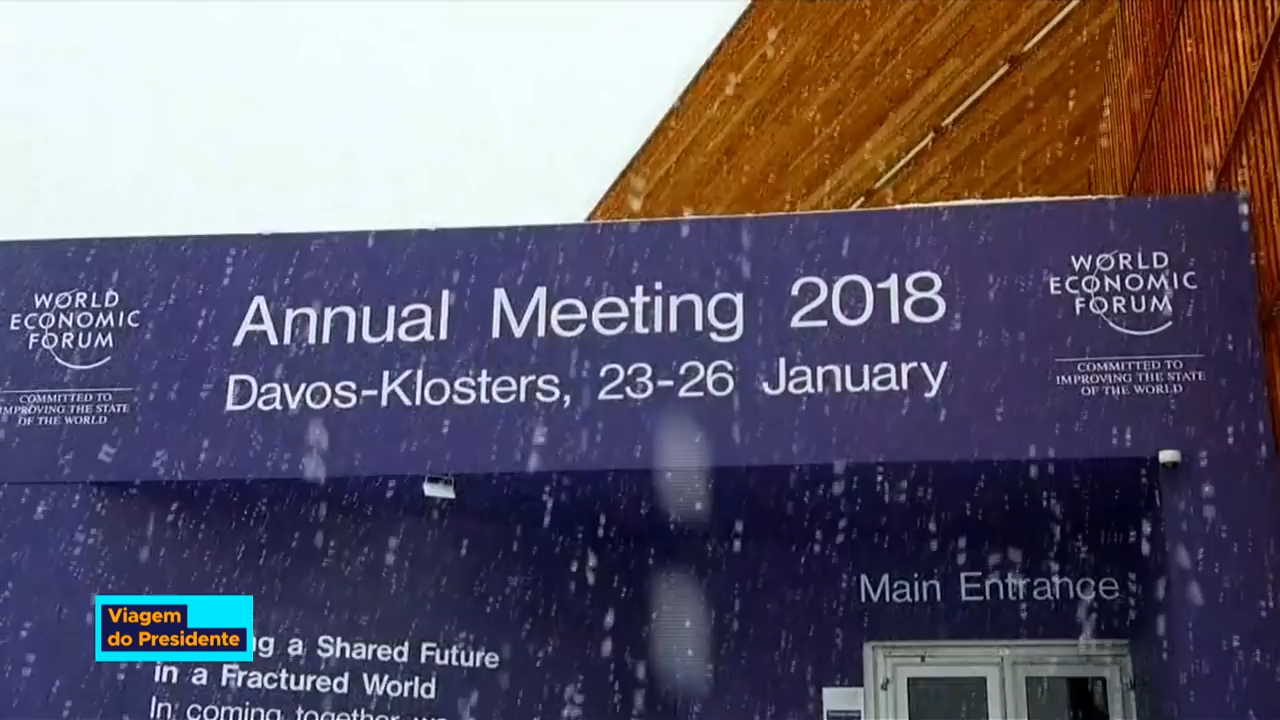 WORLD
ECONOMIC
FORUM
COMMITTED TO
IMPROVING THE STATE
OF THE WORLD
Annual Meeting 2018
Davos-Klosters, 23-26 January
WORLD
ECONOMIC
FORUM
COMMITTED TO
IMPROVING THE STATE
OF THE WORLD
Main Entrance
Viagem
do Presidente
a Shared Future
in a Fractured World
In coming together